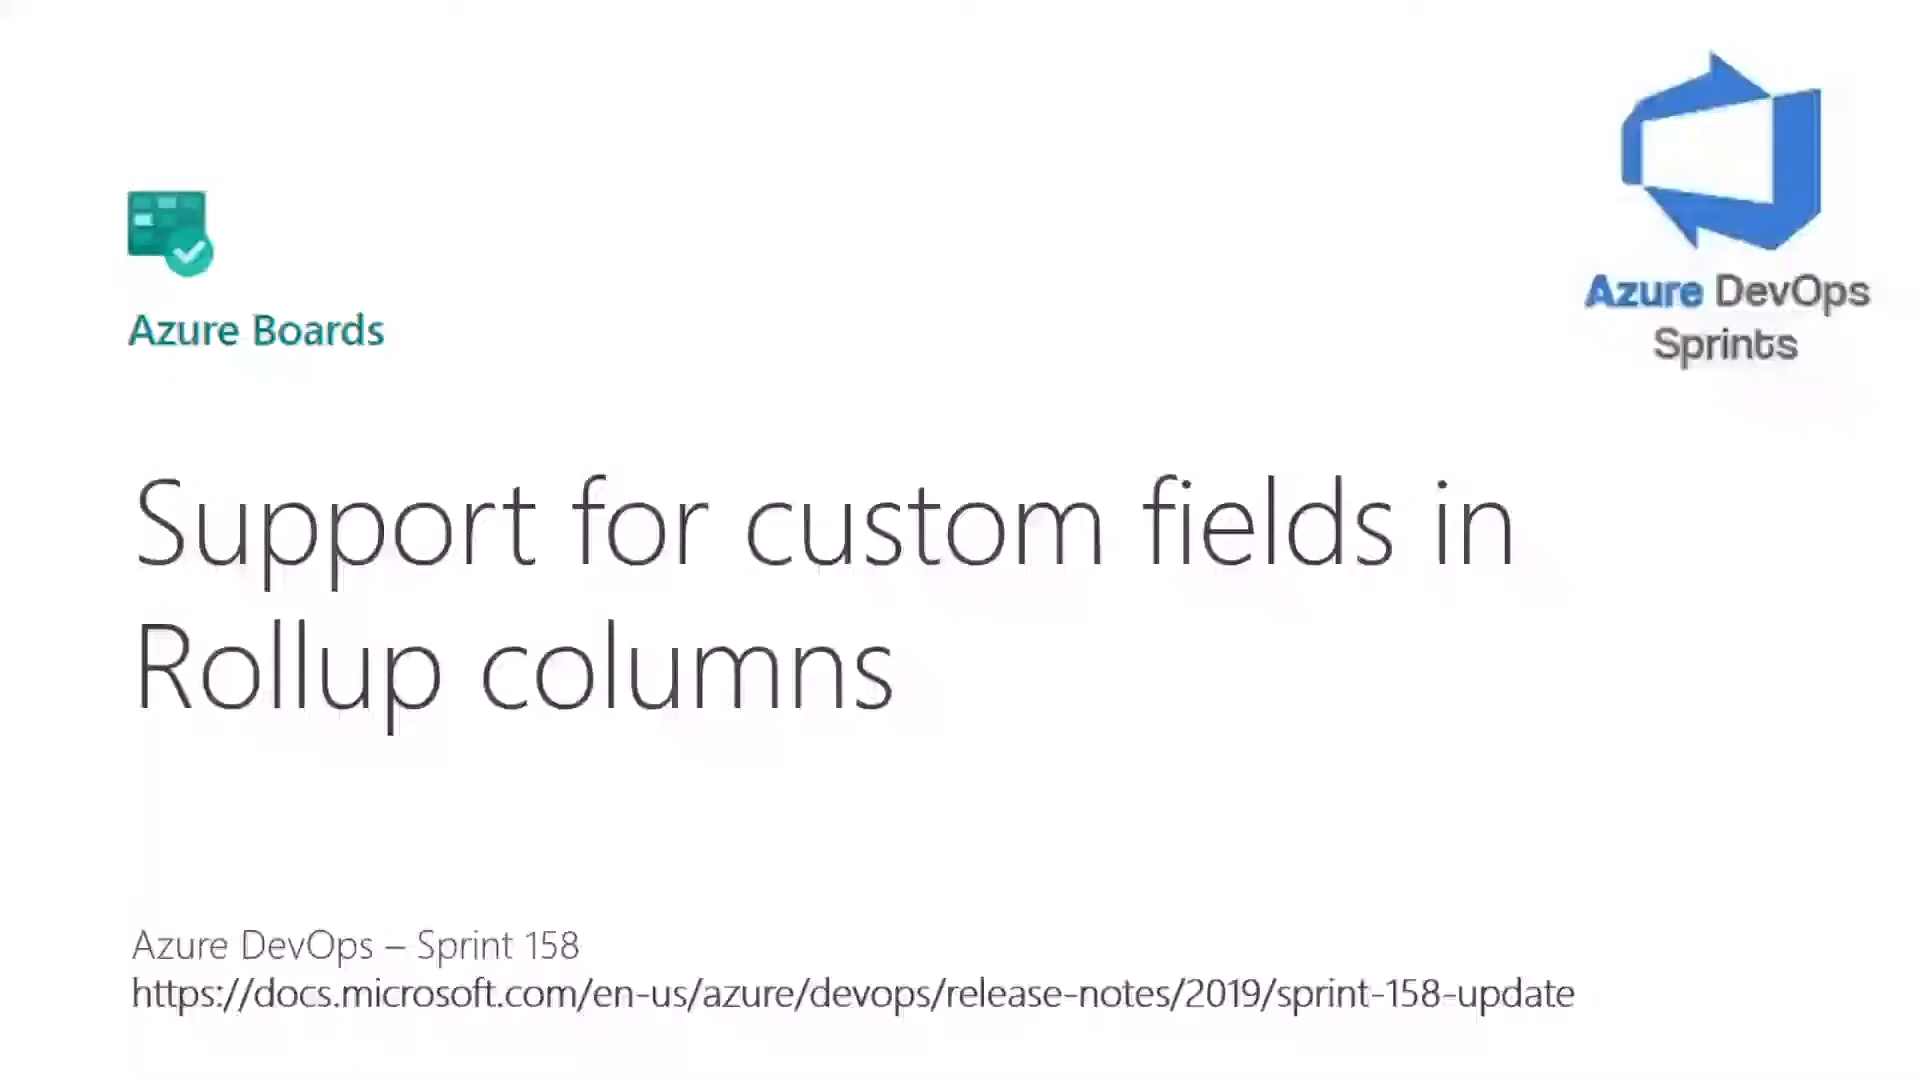 Azure DevOps
Sprints
Azure Boards
Support for custom fields in
Rollup columns
Azure DevOps – Sprint 158
https://docs.microsoft.com/en-us/azure/devops/release-notes/2019/sprint-158-update